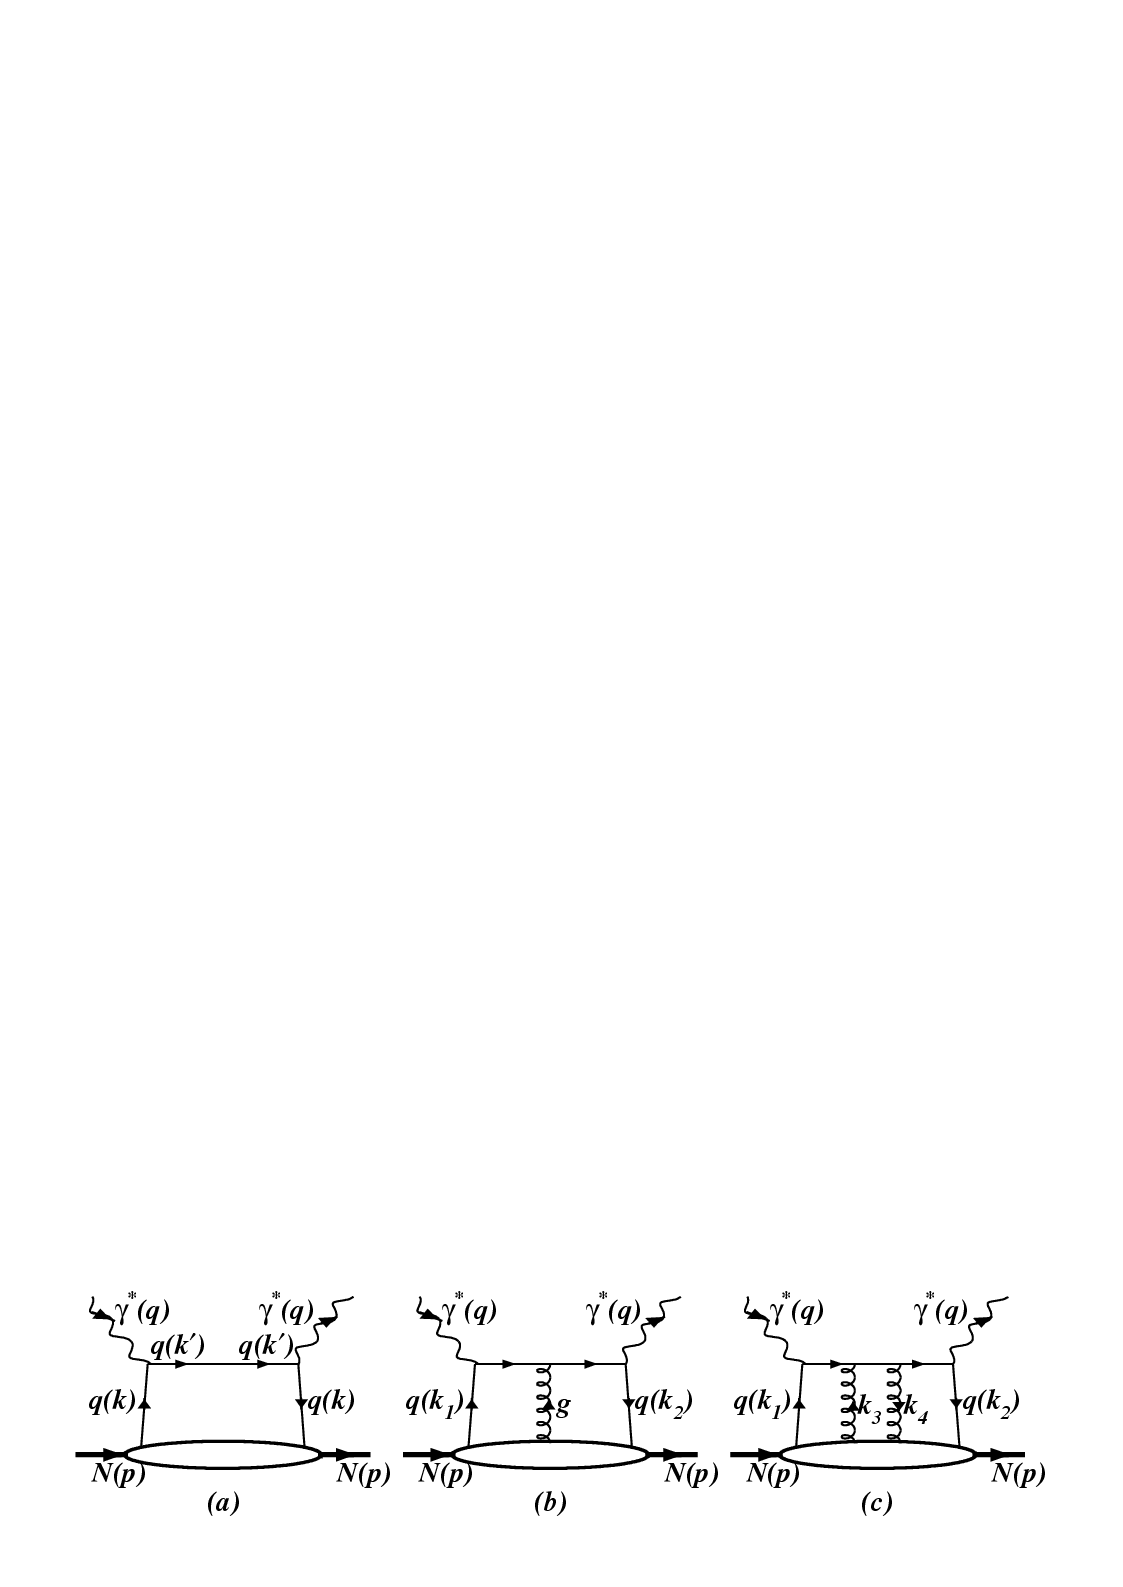 γ*(q) γ*(q) γ*(q) γ*(q) γ*(q) γ*(q)
q(k′) q(k′)
q(k) q(k) q(k₁) g q(k₂) q(k₁) k₃ k₄ q(k₂)
N(p) N(p) N(p) N(p) N(p) N(p)
(a) (b) (c)